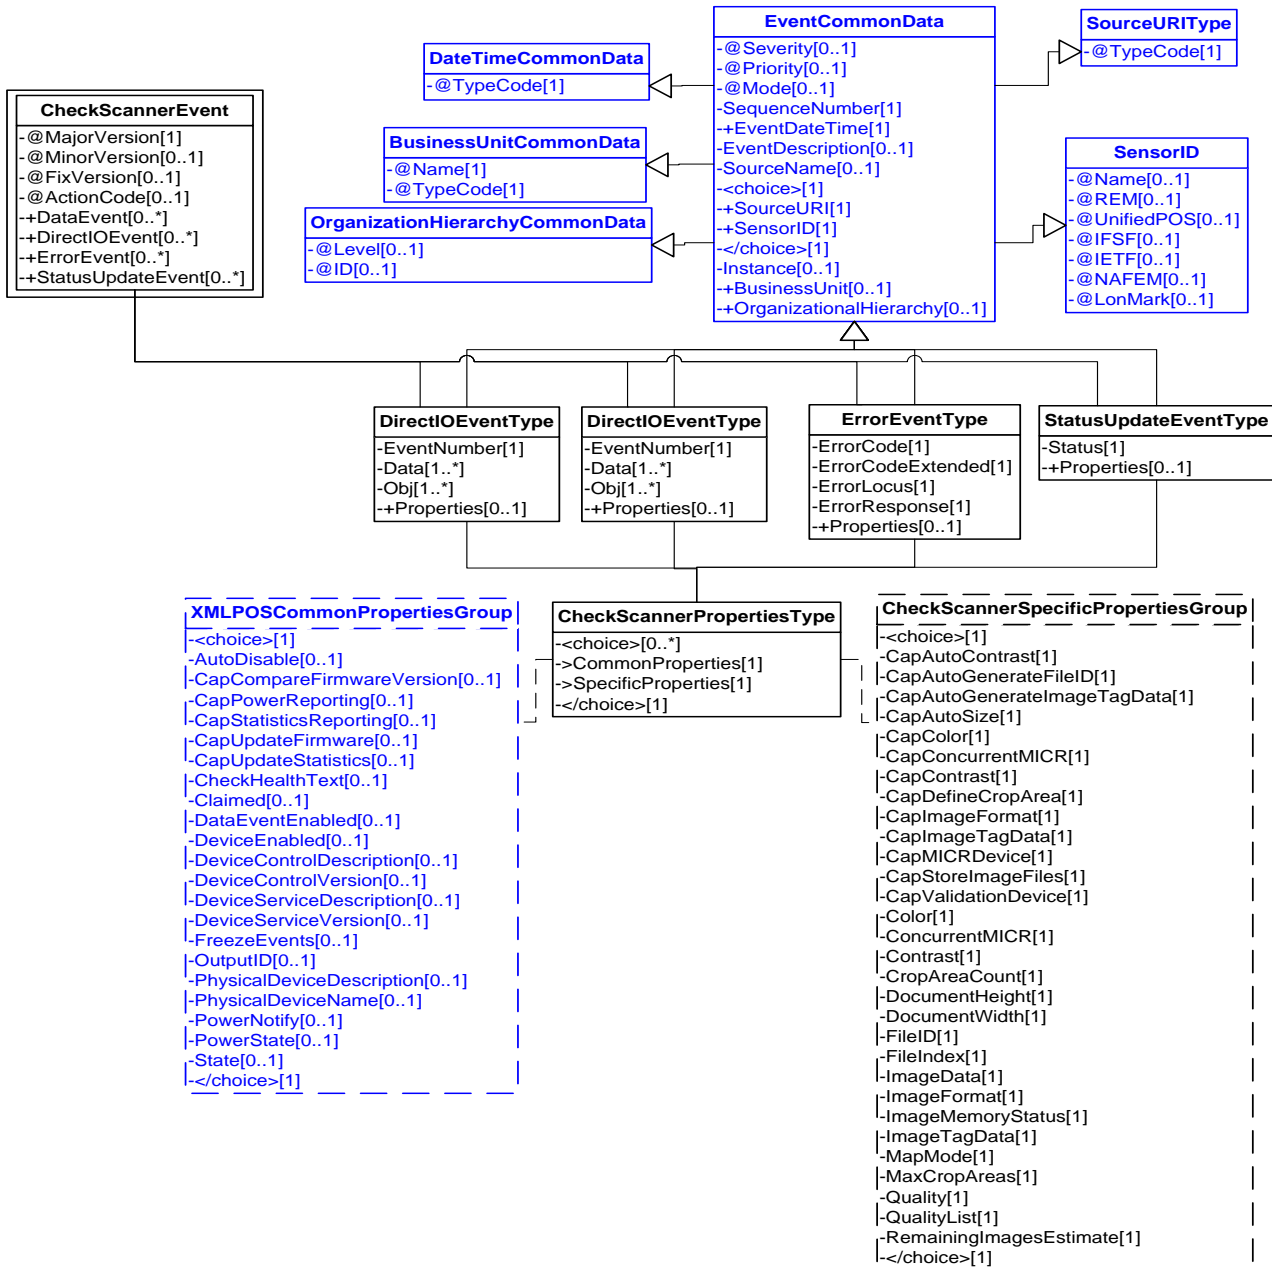 EventCommonData
-@Severity[0..1]
-@Priority[0..1]
-@Mode[0..1]
-SequenceNumber[1]
-+EventDateTime[1]
-EventDescription[0..1]
-SourceName[0..1]
-<choice>[1]
-+SourceURI[1]
-+SensorID[1]
-</choice>[1]
-Instance[0..1]
-+BusinessUnit[0..1]
-+OrganizationalHierarchy[0..1]
SourceURIType
-@TypeCode[1]
DateTimeCommonData
-@TypeCode[1]
CheckScannerEvent
-@MajorVersion[1]
-@MinorVersion[0..1]
-@FixVersion[0..1]
-@ActionCode[0..1]
-+DataEvent[0..*]
-+DirectIOEvent[0..*]
-+ErrorEvent[0..*]
-+StatusUpdateEvent[0..*]
BusinessUnitCommonData
-@Name[1]
-@TypeCode[1]
SensorID
-@Name[0..1]
-@REM[0..1]
-@UnifiedPOS[0..1]
-@IFSF[0..1]
-@IETF[0..1]
-@NAFEM[0..1]
-@LonMark[0..1]
OrganizationHierarchyCommonData
-@Level[0..1]
-@ID[0..1]
DirectIOEventType
-EventNumber[1]
-Data[1..*]
-Obj[1..*]
-+Properties[0..1]
DirectIOEventType
-EventNumber[1]
-Data[1..*]
-Obj[1..*]
-+Properties[0..1]
ErrorEventType
-ErrorCode[1]
-ErrorCodeExtended[1]
-ErrorLocus[1]
-ErrorResponse[1]
-+Properties[0..1]
StatusUpdateEventType
-Status[1]
-+Properties[0..1]
XMLPOSCommonPropertiesGroup
-<choice>[1]
-AutoDisable[0..1]
-CapCompareFirmwareVersion[0..1]
-CapPowerReporting[0..1]
-CapStatisticsReporting[0..1]
-CapUpdateFirmware[0..1]
-CapUpdateStatistics[0..1]
-CheckHealthText[0..1]
-Claimed[0..1]
-DataEventEnabled[0..1]
-DeviceEnabled[0..1]
-DeviceControlDescription[0..1]
-DeviceControlVersion[0..1]
-DeviceServiceDescription[0..1]
-DeviceServiceVersion[0..1]
-FreezeEvents[0..1]
-OutputID[0..1]
-PhysicalDeviceDescription[0..1]
-PhysicalDeviceName[0..1]
-PowerNotify[0..1]
-PowerState[0..1]
-State[0..1]
-</choice>[1]
CheckScannerPropertiesType
-<choice>[0..*]
->CommonProperties[1]
->SpecificProperties[1]
-</choice>[1]
CheckScannerSpecificPropertiesGroup
-<choice>[1]
-CapAutoContrast[1]
-CapAutoGenerateFileID[1]
-CapAutoGenerateImageTagData[1]
-CapAutoSize[1]
-CapColor[1]
-CapConcurrentMICR[1]
-CapContrast[1]
-CapDefineCropArea[1]
-CapImageFormat[1]
-CapImageTagData[1]
-CapMICRDevice[1]
-CapStoreImageFiles[1]
-CapValidationDevice[1]
-Color[1]
-ConcurrentMICR[1]
-Contrast[1]
-CropAreaCount[1]
-DocumentHeight[1]
-DocumentWidth[1]
-FileID[1]
-FileIndex[1]
-ImageData[1]
-ImageFormat[1]
-ImageMemoryStatus[1]
-ImageTagData[1]
-MapMode[1]
-MaxCropAreas[1]
-Quality[1]
-QualityList[1]
-RemainingImagesEstimate[1]
-</choice>[1]